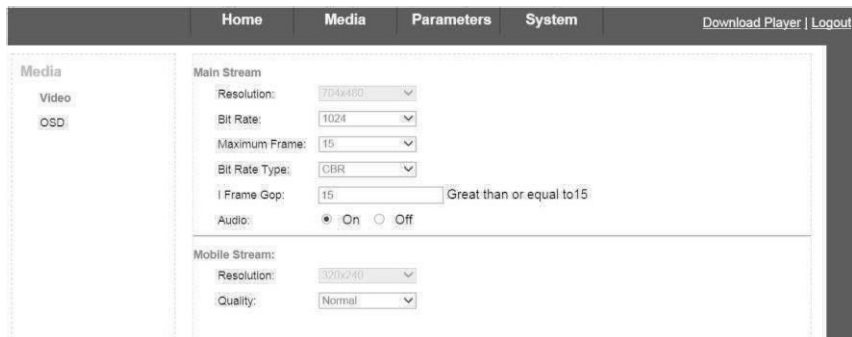 Home Media Parameters System Download Player | Logout
Media
Video
OSD
Main Stream
Resolution: 704x480
Bit Rate: 1024
Maximum Frame: 15
Bit Rate Type: CBR
I Frame Gop: 15 Great than or equal to15
Audio: On Off
Mobile Stream:
Resolution: 320x240
Quality: Normal